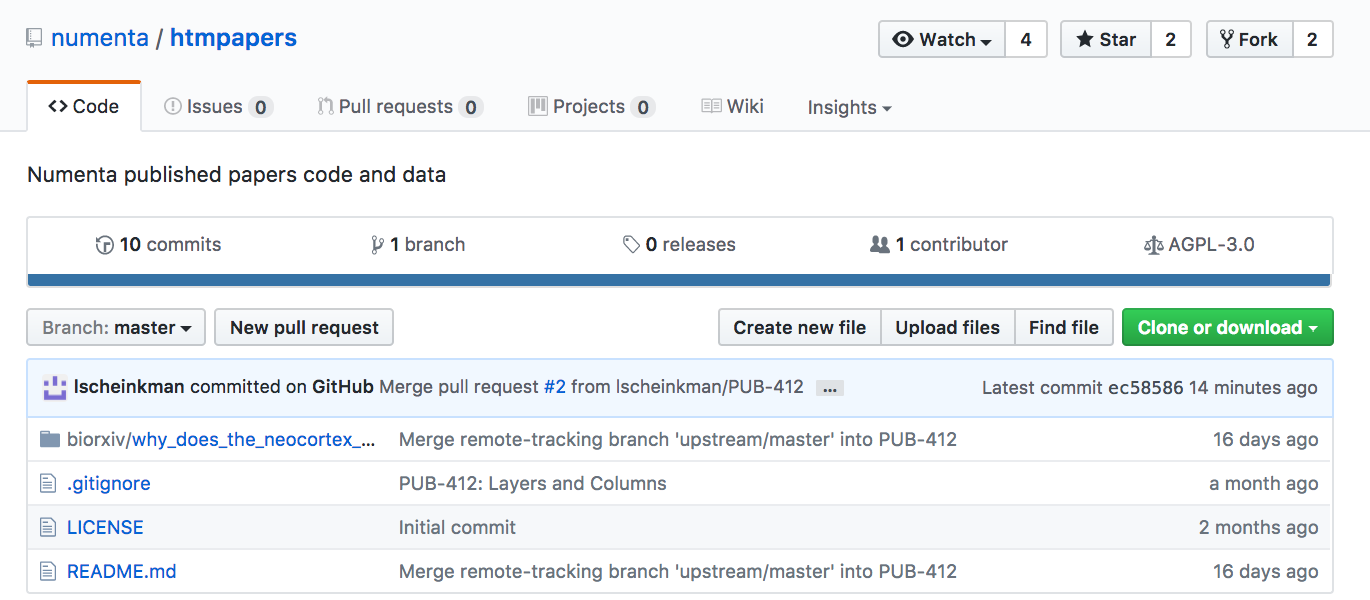 numenta / htmpapers Watch 4 Star 2 Fork 2
Code Issues 0 Pull requests 0 Projects 0 Wiki Insights
Numenta published papers code and data
10 commits 1 branch 0 releases 1 contributor AGPL-3.0
Branch: master New pull request Create new file Upload files Find file Clone or download
lscheinkman committed on GitHub Merge pull request #2 from lscheinkman/PUB-412 … Latest commit ec58586 14 minutes ago
biorxiv/why_does_the_neocortex_... Merge remote-tracking branch 'upstream/master' into PUB-412 16 days ago
.gitignore PUB-412: Layers and Columns a month ago
LICENSE Initial commit 2 months ago
README.md Merge remote-tracking branch 'upstream/master' into PUB-412 16 days ago